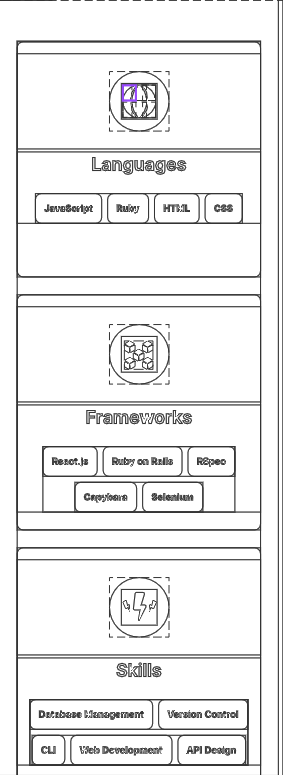 Languages
JavaScript Ruby HTML CSS
Frameworks
React.js Ruby on Rails RSpec
Capybara Selenium
Skills
Database Management Version Control
CLI Web Development API Design